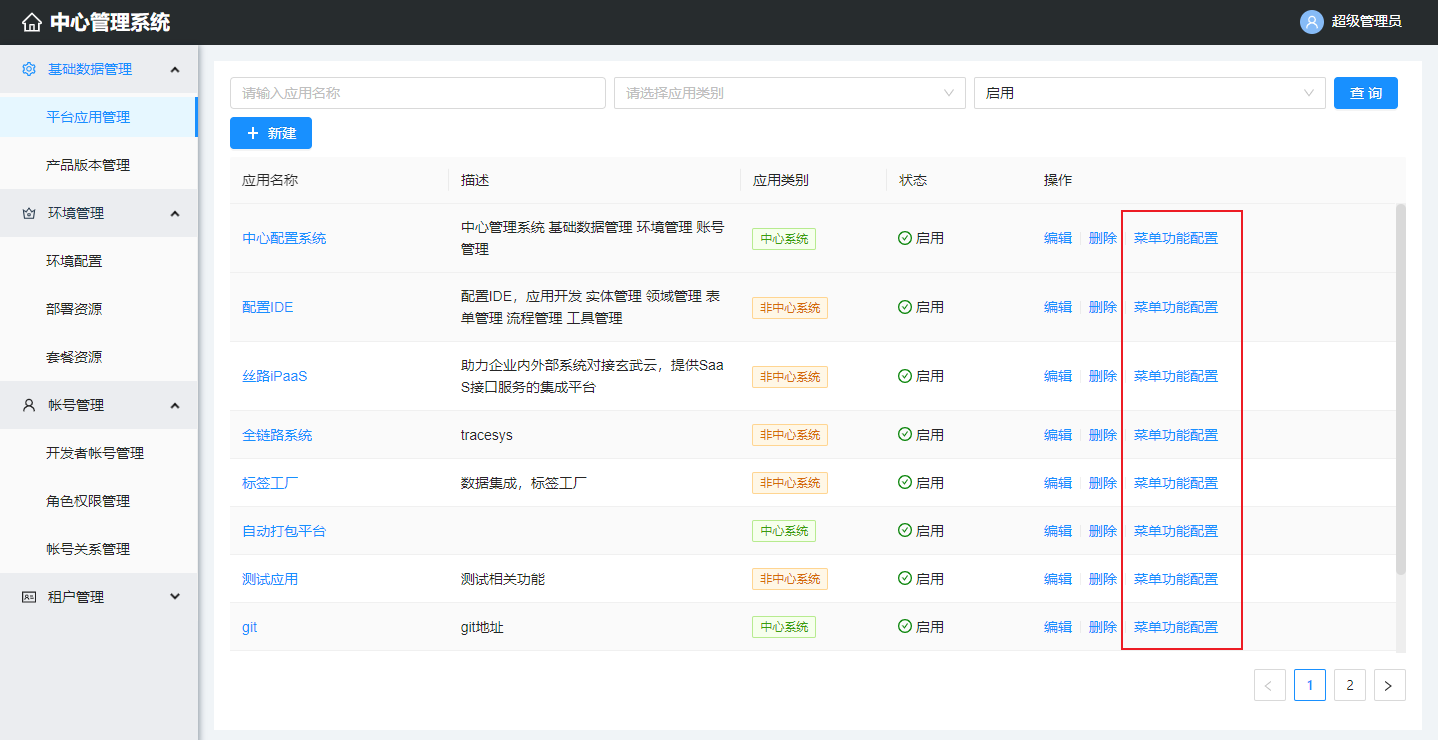 中心管理系统
超级管理员
基础数据管理
平台应用管理
产品版本管理
环境管理
环境配置
部署资源
套餐资源
帐号管理
开发者帐号管理
角色权限管理
帐号关系管理
租户管理
请输入应用名称 请选择应用类别 启用 查 询
+ 新建
应用名称 描述 应用类别 状态 操作
中心配置系统 中心管理系统 基础数据管理 环境管理 账号
管理 中心系统 启用 编辑 删除 菜单功能配置
配置IDE 配置IDE，应用开发 实体管理 领域管理 表
单管理 流程管理 工具管理 非中心系统 启用 编辑 删除 菜单功能配置
丝路iPaaS 助力企业内外部系统对接玄武云，提供Saa
S接口服务的集成平台 非中心系统 启用 编辑 删除 菜单功能配置
全链路系统 tracesys 非中心系统 启用 编辑 删除 菜单功能配置
标签工厂 数据集成，标签工厂 非中心系统 启用 编辑 删除 菜单功能配置
自动打包平台 中心系统 启用 编辑 删除 菜单功能配置
测试应用 测试相关功能 非中心系统 启用 编辑 删除 菜单功能配置
git git地址 中心系统 启用 编辑 删除 菜单功能配置
< 1 2 >